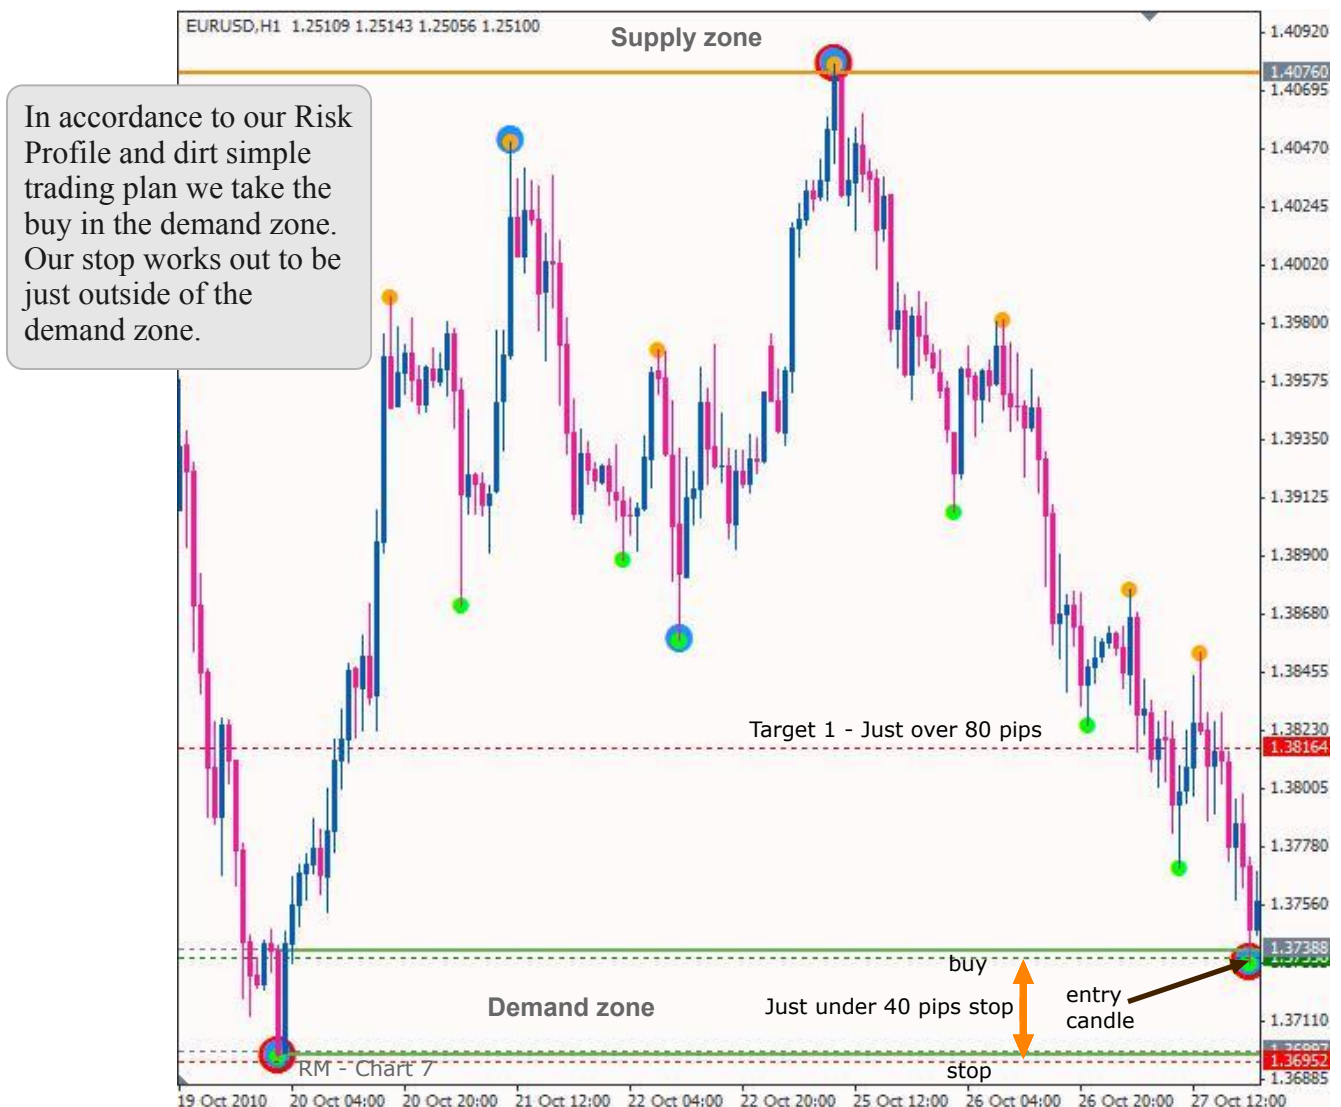 EURUSD,H1 1.25109 1.25143 1.25056 1.25100
Supply zone
In accordance to our Risk
Profile and dirt simple
trading plan we take the
buy in the demand zone.
Our stop works out to be
just outside of the
demand zone.
1.40920
1.40760
1.40695
1.40470
1.40245
1.40020
1.39800
1.39575
1.39350
1.39125
1.38900
1.38680
1.38455
Target 1 - Just over 80 pips
1.38230
1.38164
1.38005
1.37780
1.37560
1.37388
buy
Just under 40 pips stop
entry
candle
Demand zone
1.37110
1.36952
1.36885
RM - Chart 7
stop
19 Oct 2010 20 Oct 04:00 20 Oct 20:00 21 Oct 12:00 22 Oct 04:00 22 Oct 20:00 25 Oct 12:00 26 Oct 04:00 26 Oct 20:00 27 Oct 12:00